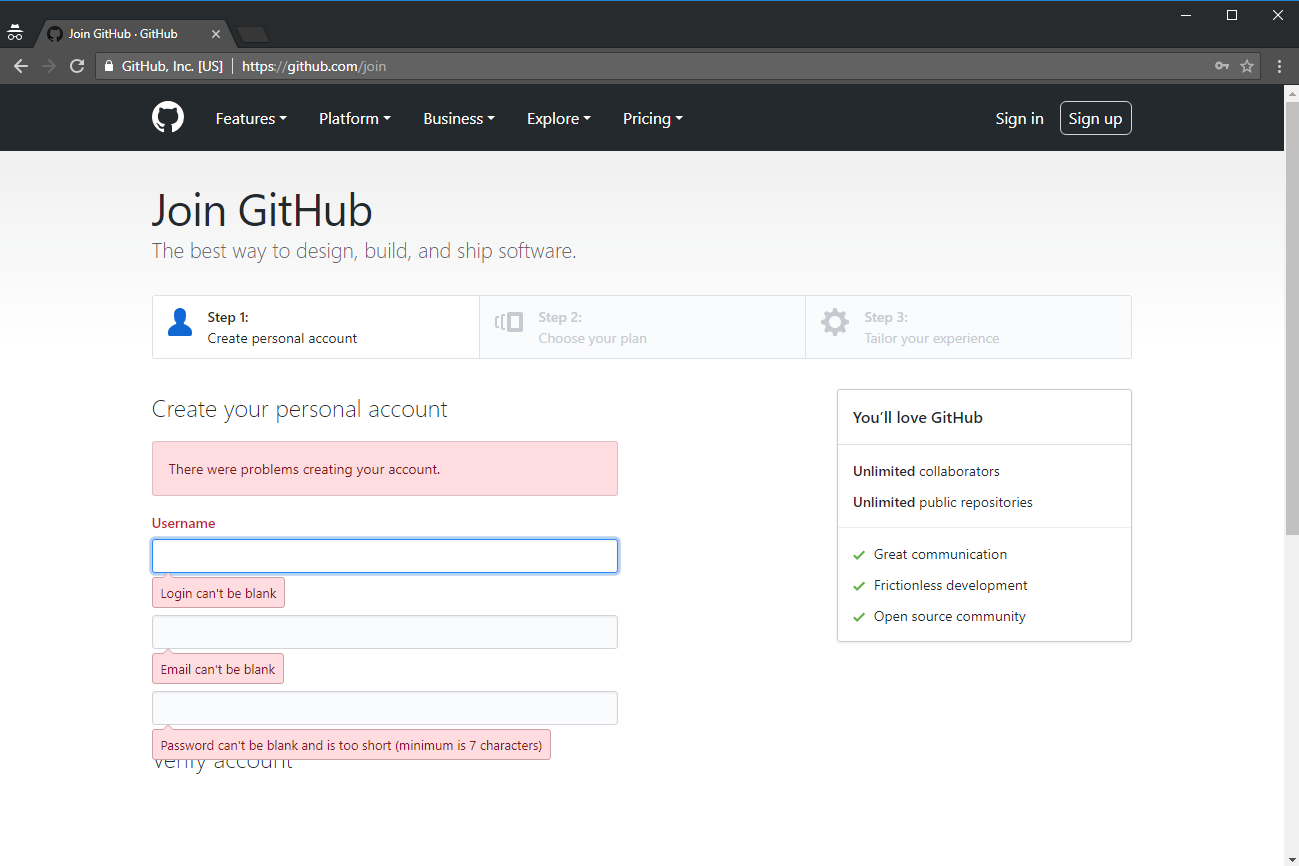 Join GitHub · GitHub
GitHub, Inc. [US] | https://github.com/join
Features Platform Business Explore Pricing Sign in Sign up
Join GitHub
The best way to design, build, and ship software.
Step 1:
Create personal account
Step 2:
Choose your plan
Step 3:
Tailor your experience
Create your personal account
There were problems creating your account.
Username
Login can't be blank
Email can't be blank
Password can't be blank and is too short (minimum is 7 characters)
Verify account
You'll love GitHub
Unlimited collaborators
Unlimited public repositories
Great communication
Frictionless development
Open source community